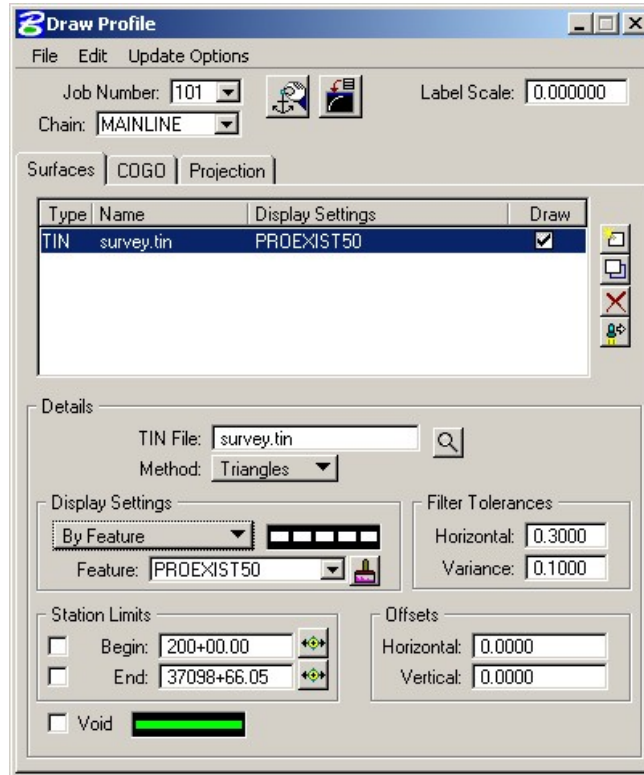 Draw Profile
File Edit Update Options
Job Number: 101
Label Scale: 0.000000
Chain: MAINLINE
Surfaces COGO Projection
Type Name Display Settings Draw
TIN survey.tin PROEXIST50
Details
TIN File: survey.tin
Method: Triangles
Display Settings
By Feature
Feature: PROEXIST50
Filter Tolerances
Horizontal: 0.3000
Variance: 0.1000
Station Limits
Begin: 200+00.00
End: 37098+66.05
Offsets
Horizontal: 0.0000
Vertical: 0.0000
Void